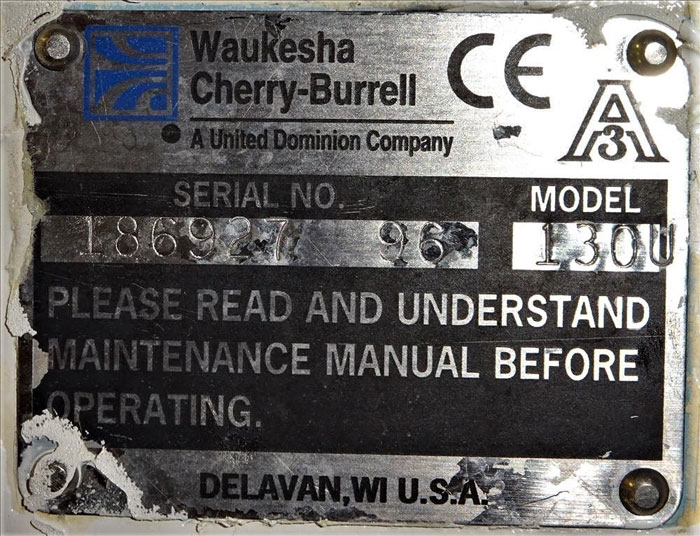 Waukesha
Cherry-Burrell
A United Dominion Company
CE
3A
SERIAL NO. MODEL
186927 96 130U
PLEASE READ AND UNDERSTAND
MAINTENANCE MANUAL BEFORE
OPERATING.
DELAVAN, WI U.S.A.